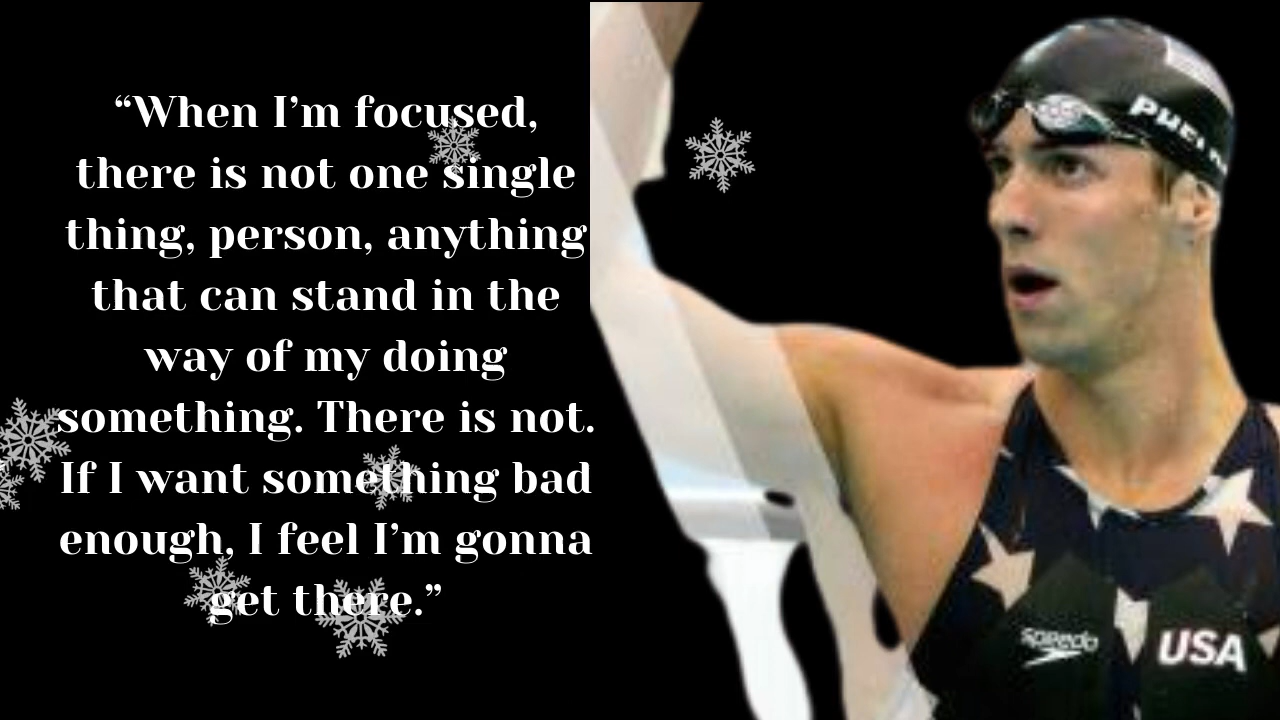 “When I’m focused,
there is not one single
thing, person, anything
that can stand in the
way of my doing
something. There is not.
If I want something bad
enough, I feel I’m gonna
get there.”
speedo
USA